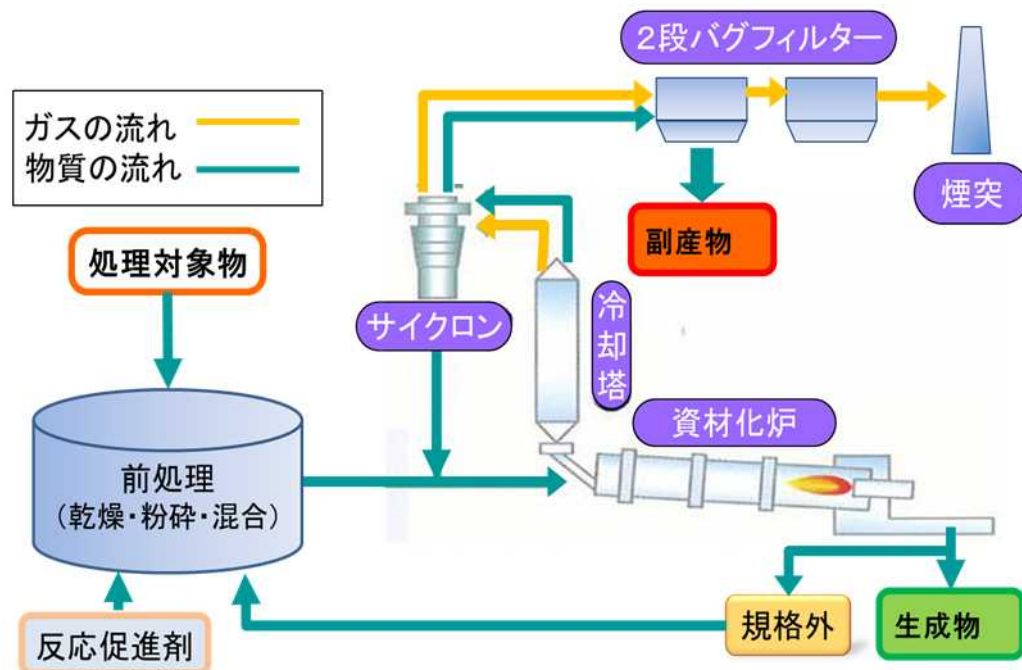 2段バグフィルター
ガスの流れ
物質の流れ
煙突
副産物
処理対象物
サイクロン
冷却塔
資材化炉
前処理
(乾燥・粉砕・混合)
反応促進剤
規格外
生成物